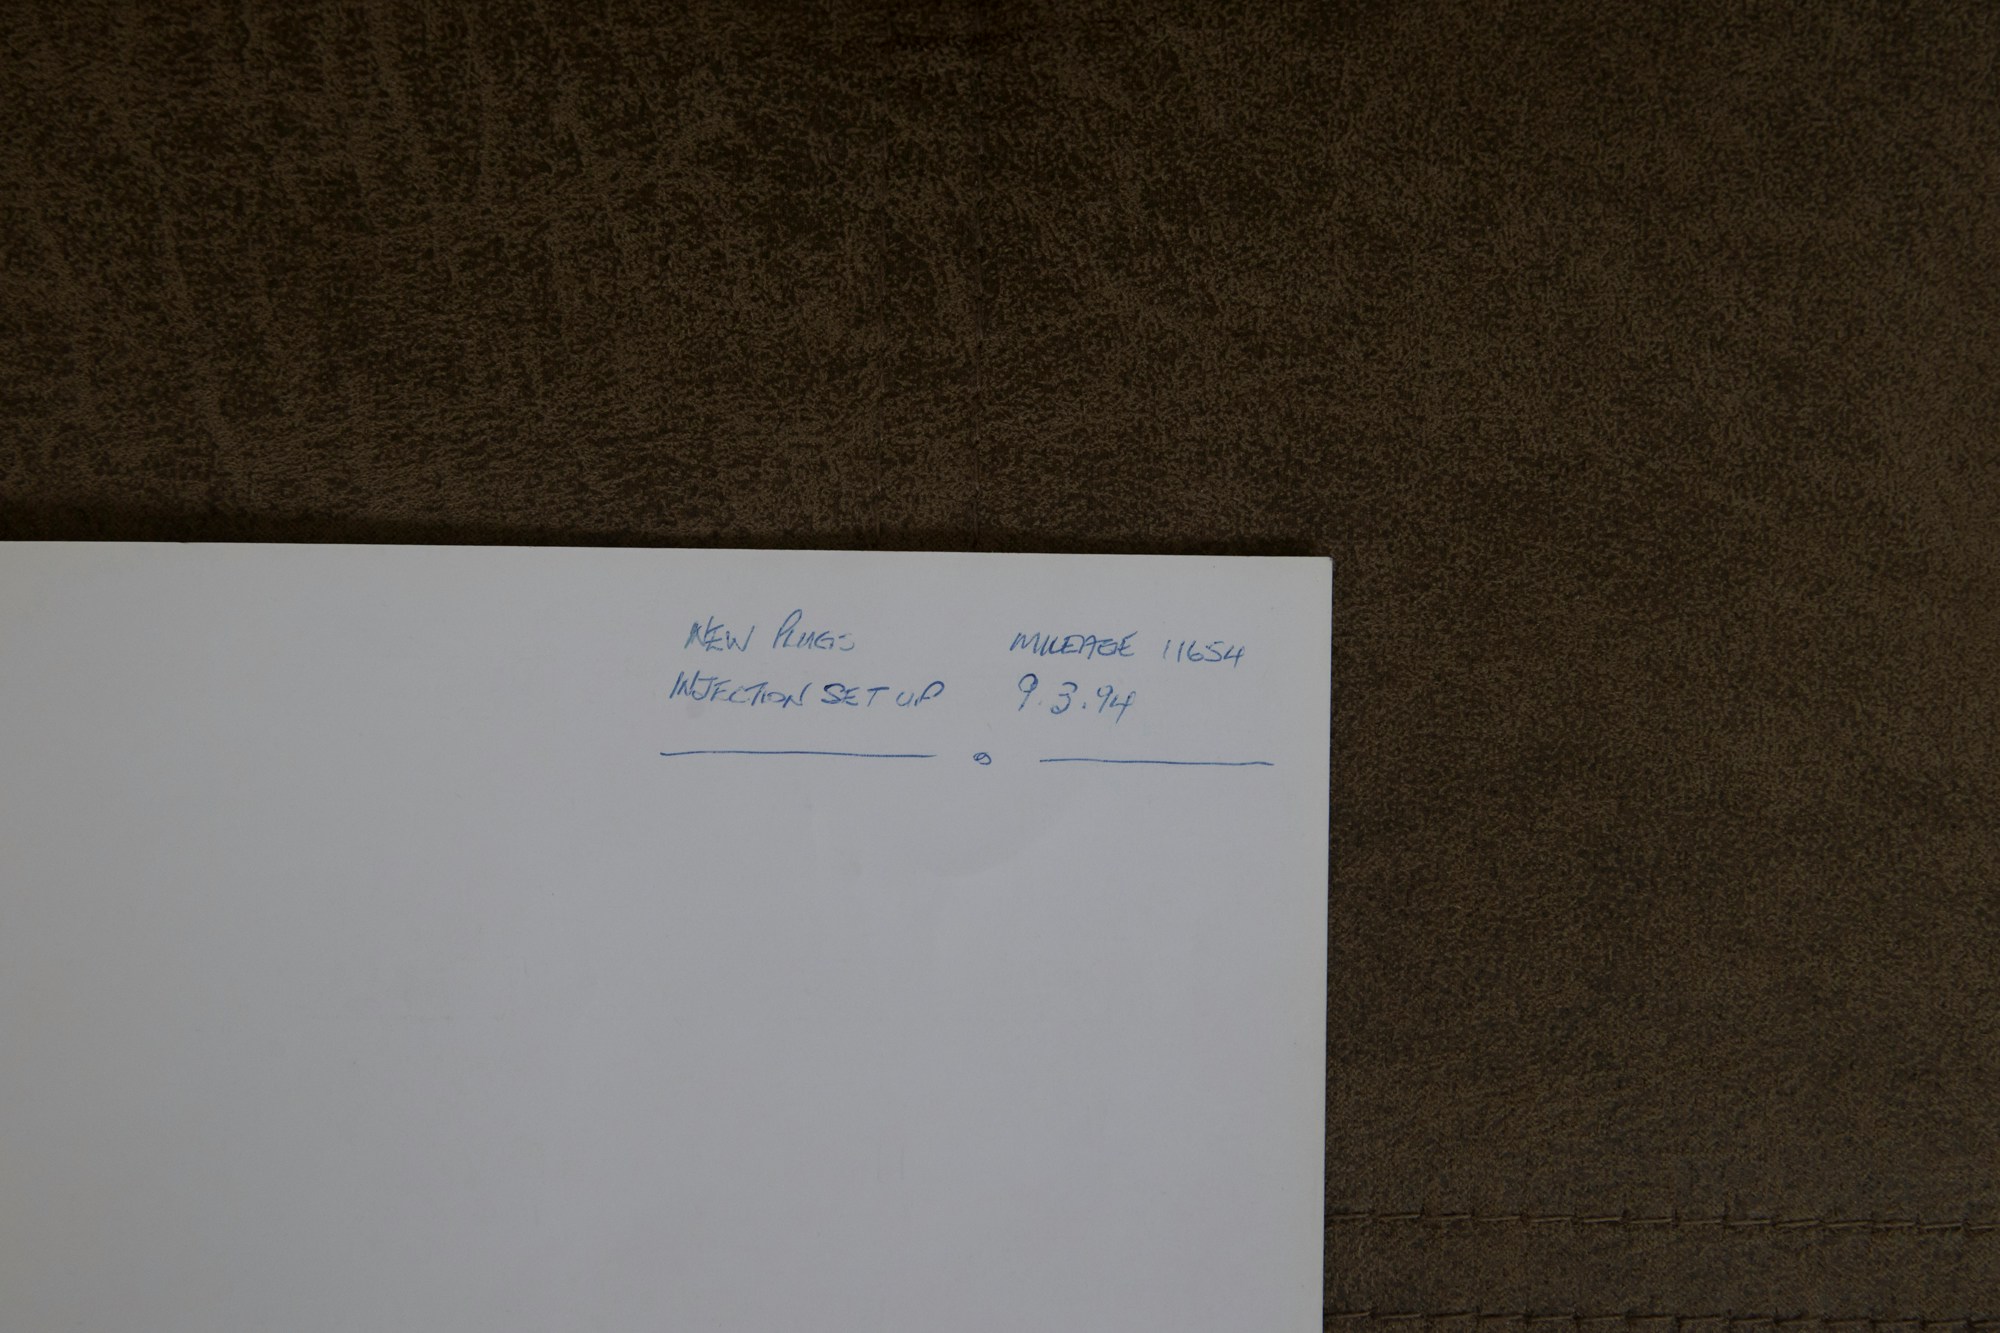 NEW PLUGS MILEAGE 11654
INJECTION SET UP 9.3.94